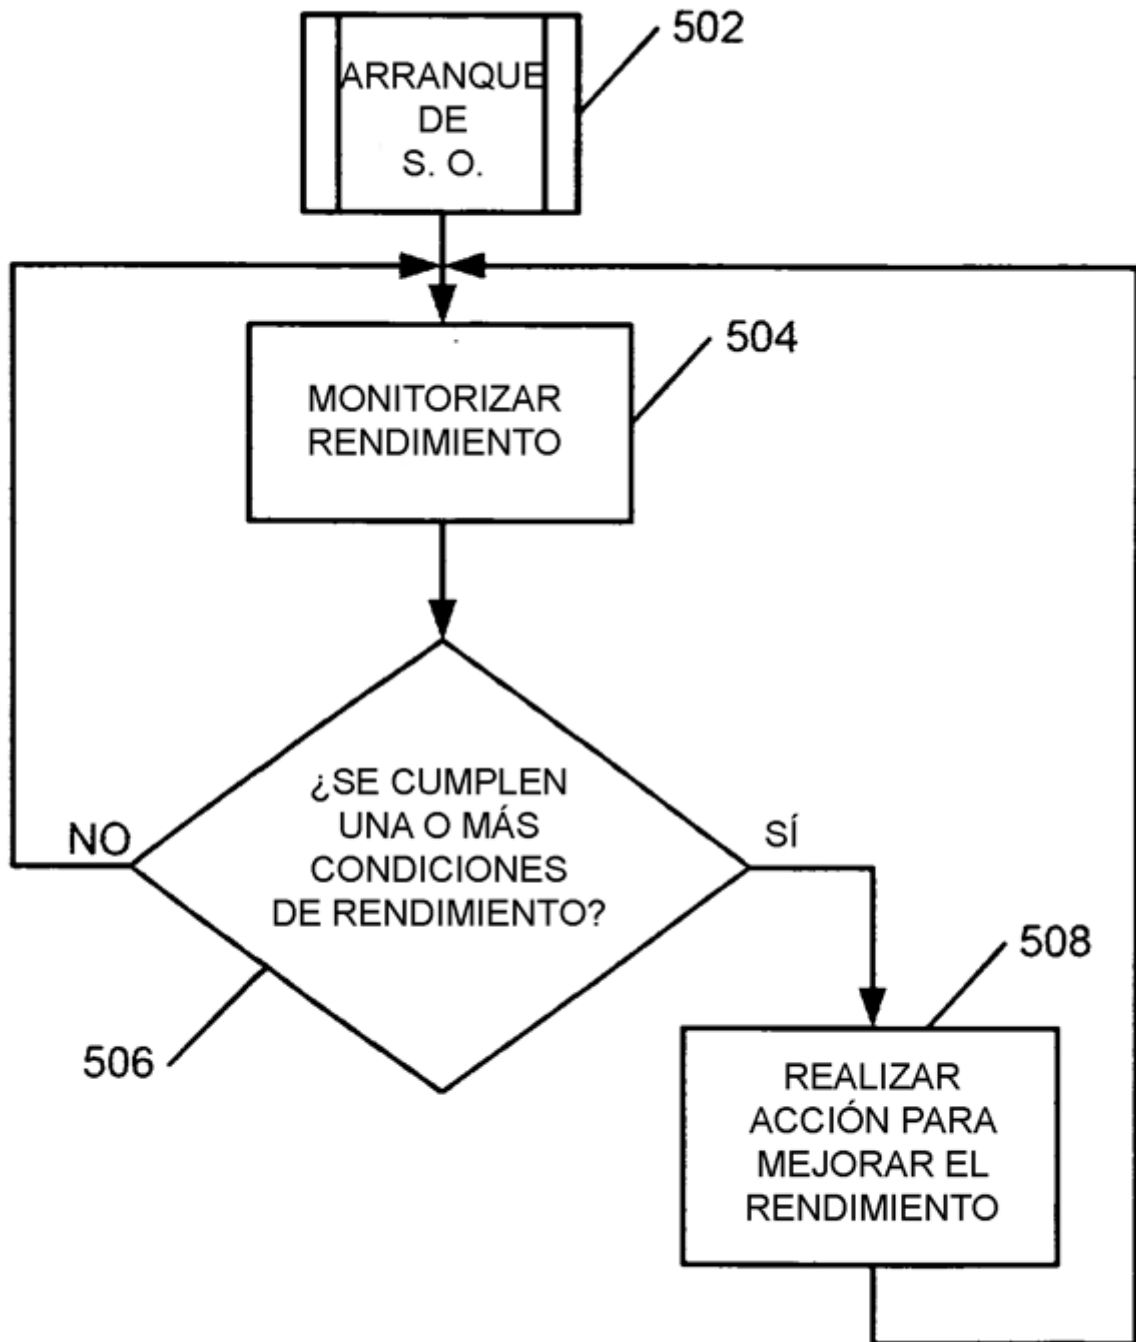 502
ARRANQUE
DE
S. O.
504
MONITORIZAR
RENDIMIENTO
¿SE CUMPLEN
UNA O MÁS
CONDICIONES
DE RENDIMIENTO?
NO
SÍ
506
508
REALIZAR
ACCIÓN PARA
MEJORAR EL
RENDIMIENTO